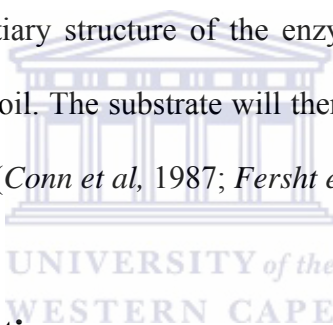 tiary structure of the enzy
oil. The substrate will ther
(Conn et al, 1987; Fersht e
UNIVERSITY of the
WESTERN CAPE